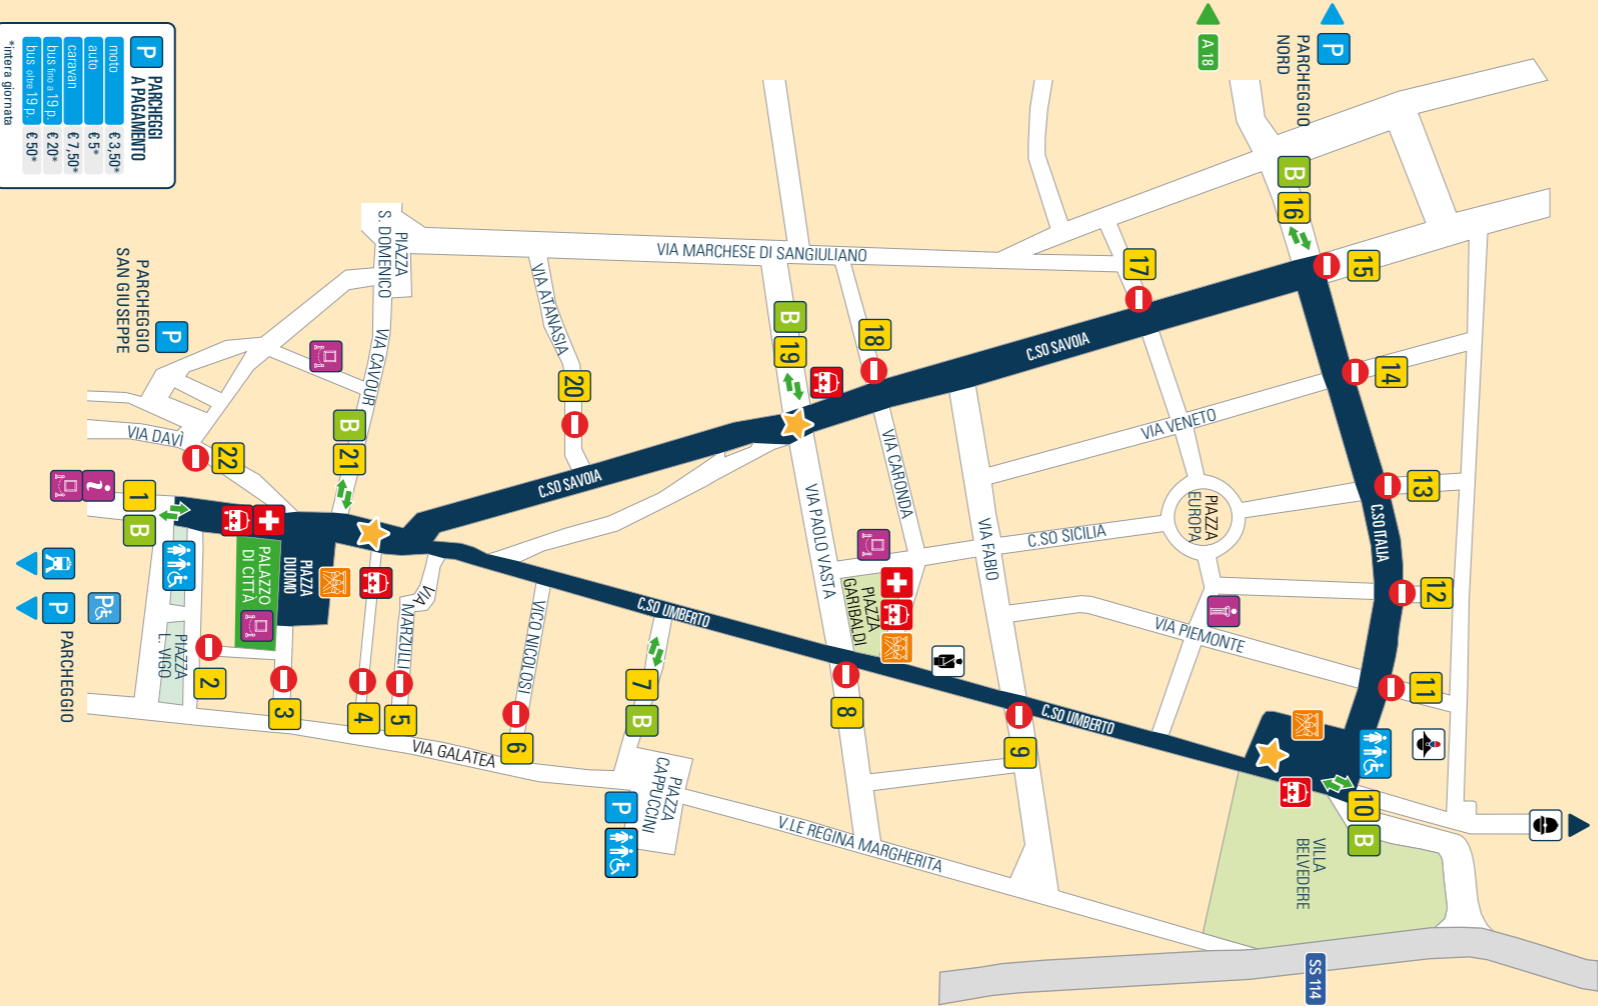 P
PARCHEGGI
A PAGAMENTO
moto € 3,50*
auto € 5*
caravan € 7,50*
bus fino a 19 p. € 20*
bus oltre 19 p. € 50*
*intera giornata
P
PARCHEGGIO
NORD
A 18
B
16
15
14
13
12
11
10
B
17
18
B
19
20
B
21
22
1
B
2
3
4
5
6
7
B
8
9
C.SO ITALIA
C.SO SAVOIA
C.SO SAVOIA
C.SO UMBERTO
C.SO UMBERTO
VIA MARCHESE DI SANGIULIANO
PIAZZA
S. DOMENICO
VIA CAVOUR
VIA ATANASIA
PARCHEGGIO
SAN GIUSEPPE
P
VIA DAVÌ
i
P
P
PARCHEGGIO
PIAZZA
L. VIGO
PALAZZO
DI CITTÀ
PIAZZA
DUOMO
VIA
MARZULLI
VICO NICOLOSI
VIA GALATEA
PIAZZA
CAPPUCCINI
P
V.LE REGINA MARGHERITA
VIA PAOLO VASTA
VIA CARONDA
PIAZZA
GARIBALDI
VIA FABIO
C.SO SICILIA
VIA VENETO
PIAZZA
EUROPA
VIA PIEMONTE
VILLA
BELVEDERE
SS 114